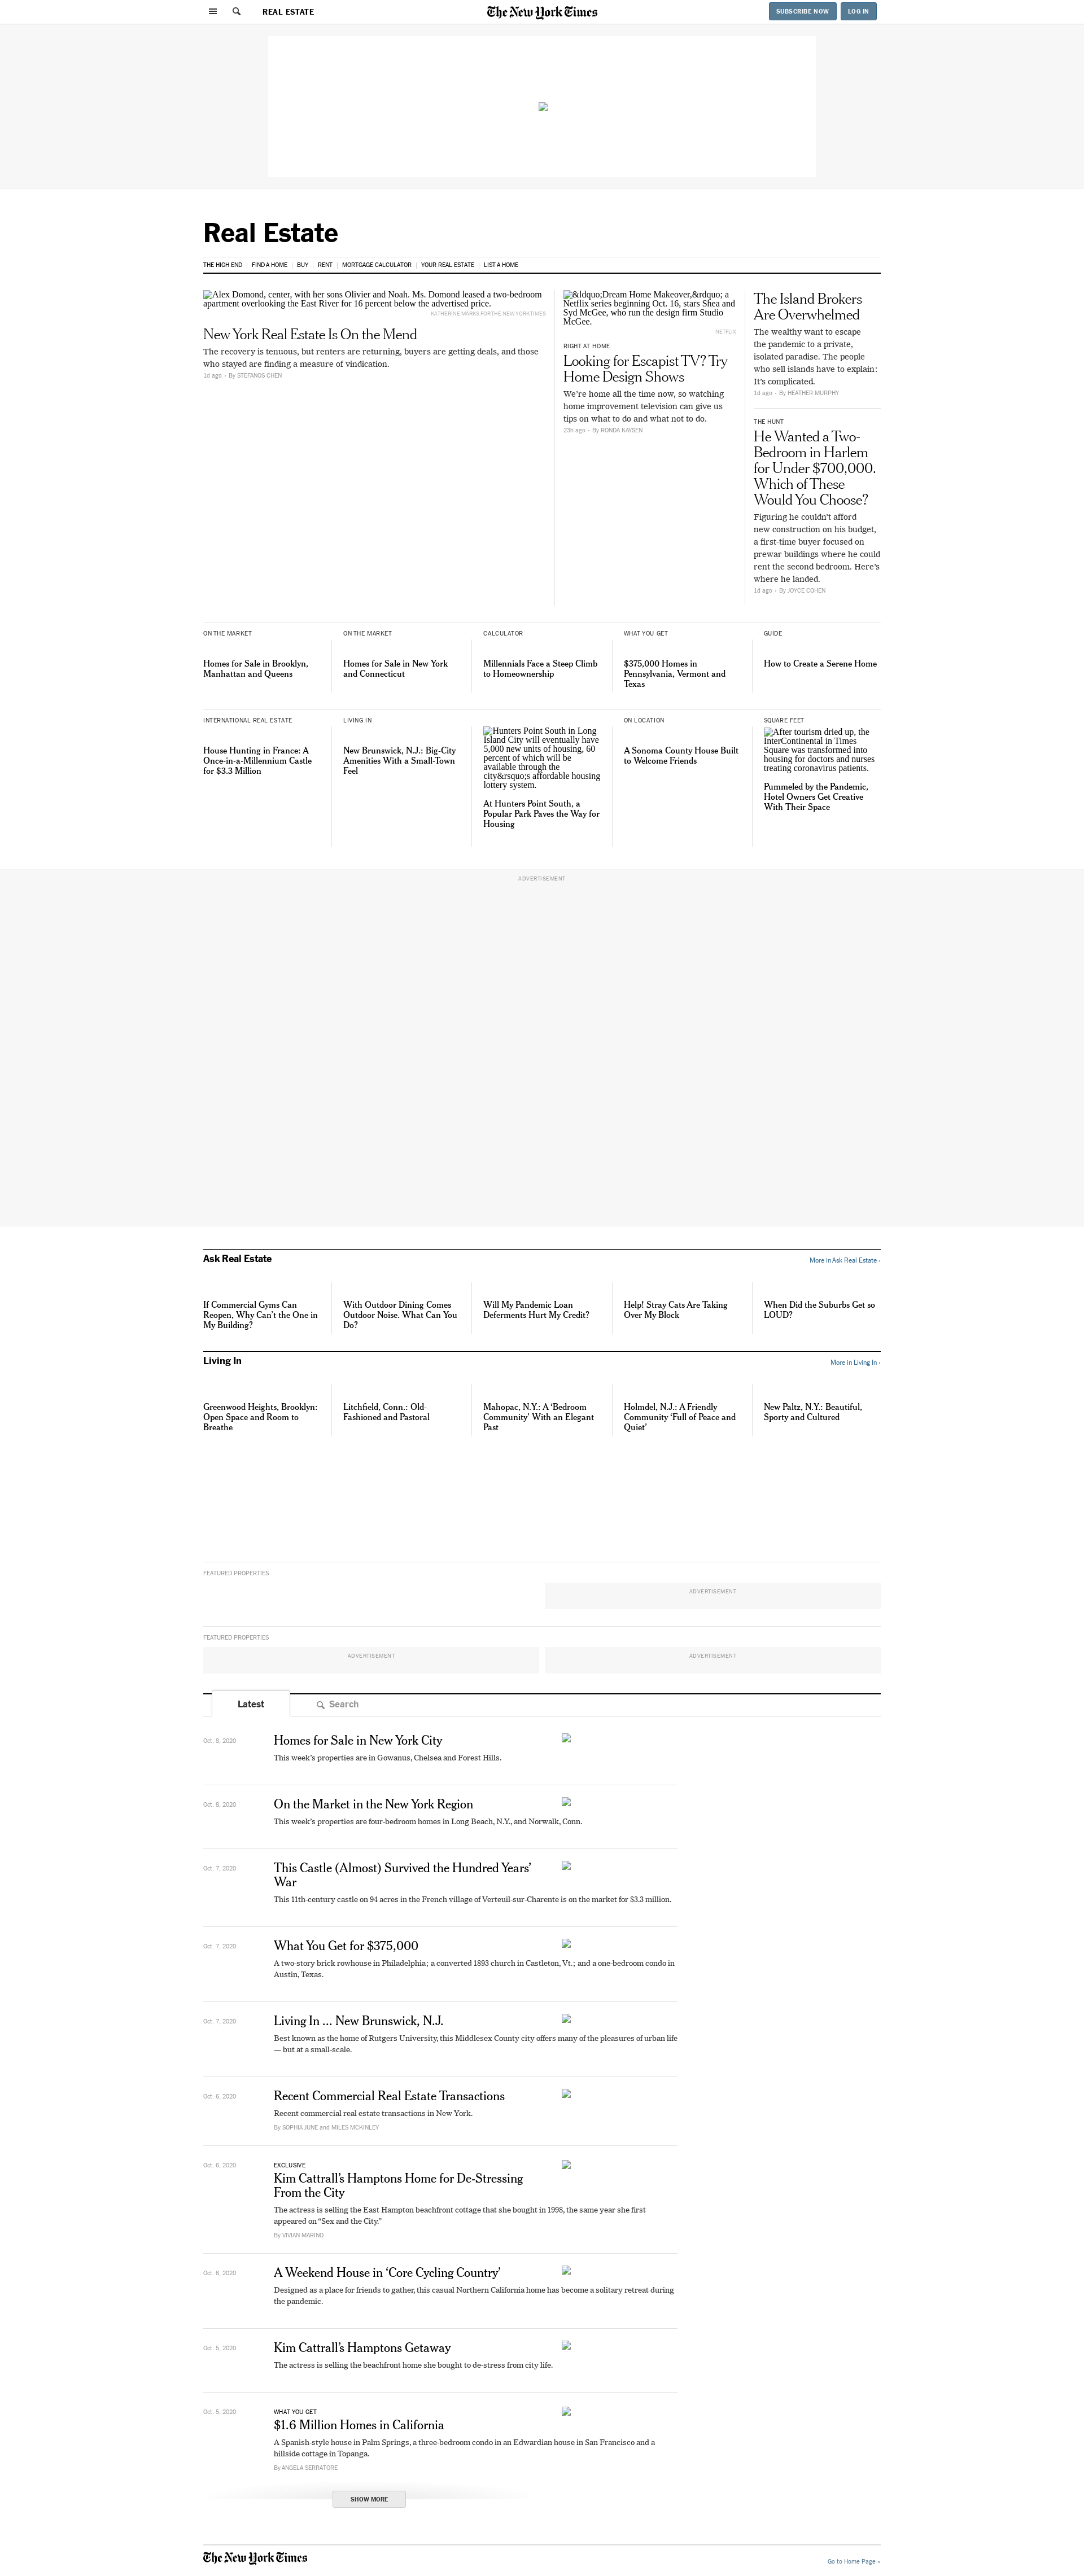 REAL ESTATE
The New York Times
SUBSCRIBE NOW
LOG IN
Real Estate
THE HIGH END
FIND A HOME
BUY
RENT
MORTGAGE CALCULATOR
YOUR REAL ESTATE
LIST A HOME
Alex Domond, center, with her sons Olivier and Noah. Ms. Domond leased a two-bedroom
apartment overlooking the East River for 16 percent below the advertised price.
KATHERINE MARKS FOR THE NEW YORK TIMES
New York Real Estate Is On the Mend
The recovery is tenuous, but renters are returning, buyers are getting deals, and those
who stayed are finding a measure of vindication.
1d ago • By STEFANOS CHEN
&ldquo;Dream Home Makeover,&rdquo; a
Netflix series beginning Oct. 16, stars Shea and
Syd McGee, who run the design firm Studio
McGee.
NETFLIX
RIGHT AT HOME
Looking for Escapist TV? Try
Home Design Shows
We're home all the time now, so watching
home improvement television can give us
tips on what to do and what not to do.
23h ago • By RONDA KAYSEN
The Island Brokers
Are Overwhelmed
The wealthy want to escape
the pandemic to a private,
isolated paradise. The people
who sell islands have to explain:
It's complicated.
1d ago • By HEATHER MURPHY
THE HUNT
He Wanted a Two-
Bedroom in Harlem
for Under $700,000.
Which of These
Would You Choose?
Figuring he couldn't afford
new construction on his budget,
a first-time buyer focused on
prewar buildings where he could
rent the second bedroom. Here's
where he landed.
1d ago • By JOYCE COHEN
ON THE MARKET
Homes for Sale in Brooklyn,
Manhattan and Queens
ON THE MARKET
Homes for Sale in New York
and Connecticut
CALCULATOR
Millennials Face a Steep Climb
to Homeownership
WHAT YOU GET
$375,000 Homes in
Pennsylvania, Vermont and
Texas
GUIDE
How to Create a Serene Home
INTERNATIONAL REAL ESTATE
House Hunting in France: A
Once-in-a-Millennium Castle
for $3.3 Million
LIVING IN
New Brunswick, N.J.: Big-City
Amenities With a Small-Town
Feel
Hunters Point South in Long
Island City will eventually have
5,000 new units of housing, 60
percent of which will be
available through the
city&rsquo;s affordable housing
lottery system.
At Hunters Point South, a
Popular Park Paves the Way for
Housing
ON LOCATION
A Sonoma County House Built
to Welcome Friends
SQUARE FEET
After tourism dried up, the
InterContinental in Times
Square was transformed into
housing for doctors and nurses
treating coronavirus patients.
Pummeled by the Pandemic,
Hotel Owners Get Creative
With Their Space
ADVERTISEMENT
Ask Real Estate
More in Ask Real Estate ›
If Commercial Gyms Can
Reopen, Why Can't the One in
My Building?
With Outdoor Dining Comes
Outdoor Noise. What Can You
Do?
Will My Pandemic Loan
Deferments Hurt My Credit?
Help! Stray Cats Are Taking
Over My Block
When Did the Suburbs Get so
LOUD?
Living In
More in Living In ›
Greenwood Heights, Brooklyn:
Open Space and Room to
Breathe
Litchfield, Conn.: Old-
Fashioned and Pastoral
Mahopac, N.Y.: A ‘Bedroom
Community’ With an Elegant
Past
Holmdel, N.J.: A Friendly
Community ‘Full of Peace and
Quiet’
New Paltz, N.Y.: Beautiful,
Sporty and Cultured
FEATURED PROPERTIES
ADVERTISEMENT
FEATURED PROPERTIES
ADVERTISEMENT
ADVERTISEMENT
Latest
Search
Oct. 8, 2020
Homes for Sale in New York City
This week's properties are in Gowanus, Chelsea and Forest Hills.
Oct. 8, 2020
On the Market in the New York Region
This week's properties are four-bedroom homes in Long Beach, N.Y., and Norwalk, Conn.
Oct. 7, 2020
This Castle (Almost) Survived the Hundred Years’
War
This 11th-century castle on 94 acres in the French village of Verteuil-sur-Charente is on the market for $3.3 million.
Oct. 7, 2020
What You Get for $375,000
A two-story brick rowhouse in Philadelphia; a converted 1893 church in Castleton, Vt.; and a one-bedroom condo in
Austin, Texas.
Oct. 7, 2020
Living In ... New Brunswick, N.J.
Best known as the home of Rutgers University, this Middlesex County city offers many of the pleasures of urban life
— but at a small-scale.
Oct. 6, 2020
Recent Commercial Real Estate Transactions
Recent commercial real estate transactions in New York.
By SOPHIA JUNE and MILES MCKINLEY
Oct. 6, 2020
EXCLUSIVE
Kim Cattrall's Hamptons Home for De-Stressing
From the City
The actress is selling the East Hampton beachfront cottage that she bought in 1998, the same year she first
appeared on “Sex and the City.”
By VIVIAN MARINO
Oct. 6, 2020
A Weekend House in ‘Core Cycling Country’
Designed as a place for friends to gather, this casual Northern California home has become a solitary retreat during
the pandemic.
Oct. 5, 2020
Kim Cattrall's Hamptons Getaway
The actress is selling the beachfront home she bought to de-stress from city life.
Oct. 5, 2020
WHAT YOU GET
$1.6 Million Homes in California
A Spanish-style house in Palm Springs, a three-bedroom condo in an Edwardian house in San Francisco and a
hillside cottage in Topanga.
By ANGELA SERRATORE
SHOW MORE
The New York Times
Go to Home Page »